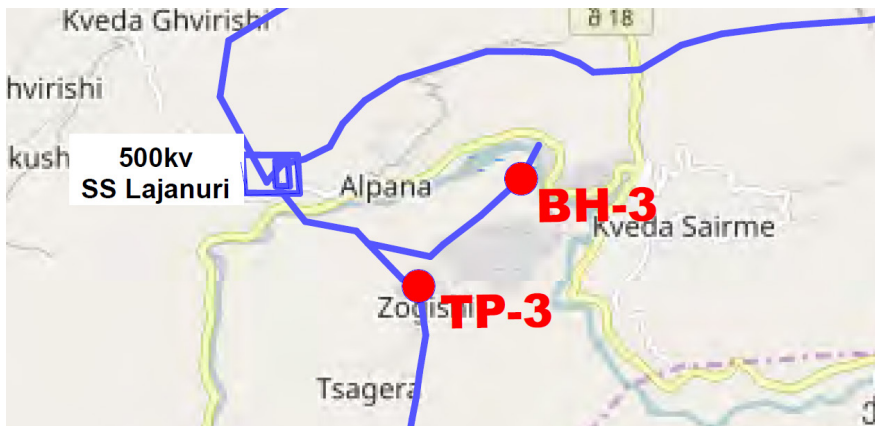 Kveda Ghvirishi
შ 18
hvirishi
kush
500kv
SS Lajanuri
Alpana
BH-3
Kveda Sairme
Zogishi
TP-3
Tsagera